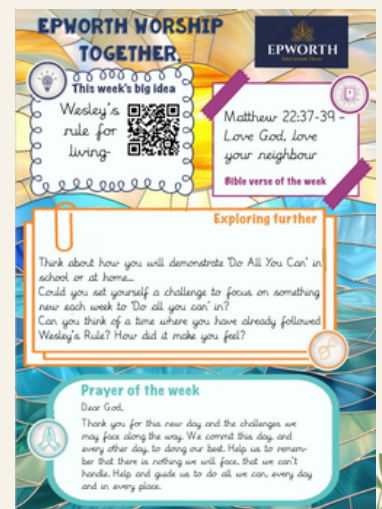 EPWORTH WORSHIP
TOGETHER.
EPWORTH
EDUCATION TRUST
This week's big idea
Wesley's
rule for
living-
Matthew 22:37-39 -
Love God, love
your neighbour
Bible verse of the week
Exploring further
Think about how you will demonstrate 'Do All You Can' in
school or at home...
Could you set yourself a challenge to focus on something
new each week to 'Do all you can' in?
Can you think of a time where you have already followed
Wesley's Rule? How did it make you feel?
Prayer of the week
Dear God,
Thank you for this new day and the challenges we
may face along the way. We commit this day, and
every other day, to doing our best. Help us to remem-
ber that there is nothing we will face, that we can't
handle. Help and guide us to do all we can, every day
and in every place.